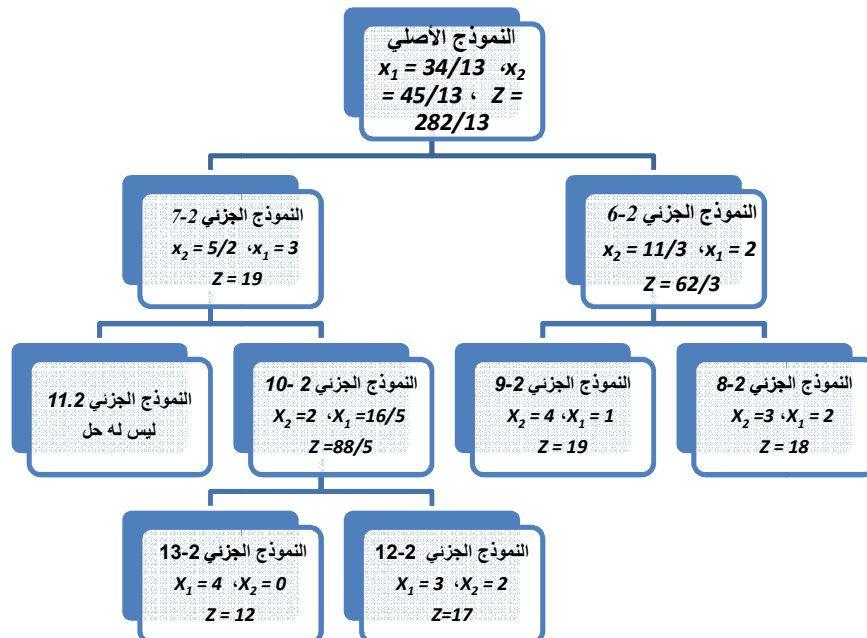 النموذج الأصلي
x₁ = 34/13 ،x₂
= 45/13 ، Z =
282/13
النموذج الجزئي 2-6
x₂ = 11/3 ،x₁ = 2
Z = 62/3
النموذج الجزئي 2-7
x₂ = 5/2 ،x₁ = 3
Z = 19
النموذج الجزئي 2-8
X₂ =3 ،X₁ = 2
Z = 18
النموذج الجزئي 2-9
X₂ = 4 ،X₁ = 1
Z = 19
النموذج الجزئي 2 -10
X₂ =2 ،X₁ =16/5
Z =88/5
النموذج الجزئي 11.2
ليس له حل
النموذج الجزئي 2-12
X₁ = 3 ،X₂ = 2
Z=17
النموذج الجزئي 2-13
X₁ = 4 ،X₂ = 0
Z = 12